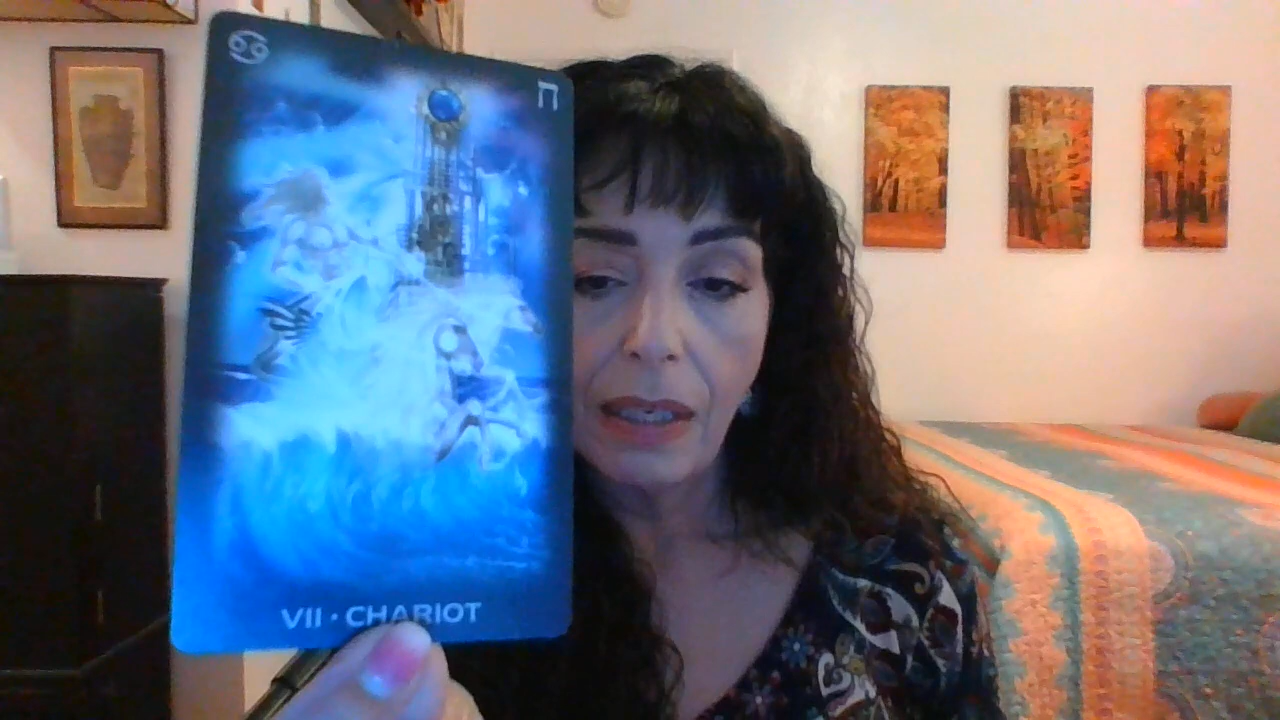 ♋ ח
VII · CHARIOT